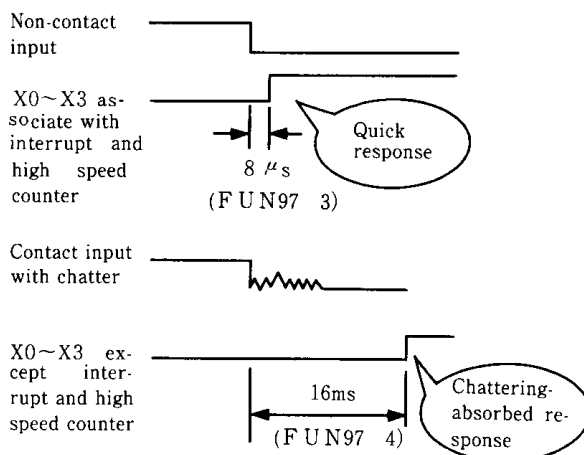 Non-contact
input
X0~X3 as-
sociate with
interrupt and
high speed
counter
Quick
response
8 μs
(FUN97 3)
Contact input
with chatter
X0~X3 ex-
cept inter-
rupt and high
speed counter
16ms
(FUN97 4)
Chattering-
absorbed re-
sponse